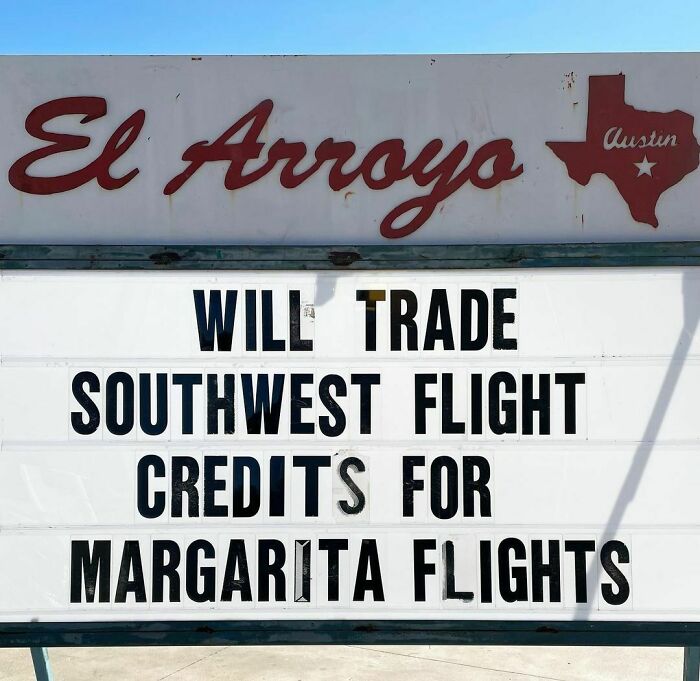 El Arroyo
Austin
WILL TRADE
SOUTHWEST FLIGHT
CREDITS FOR
MARGARITA FLIGHTS